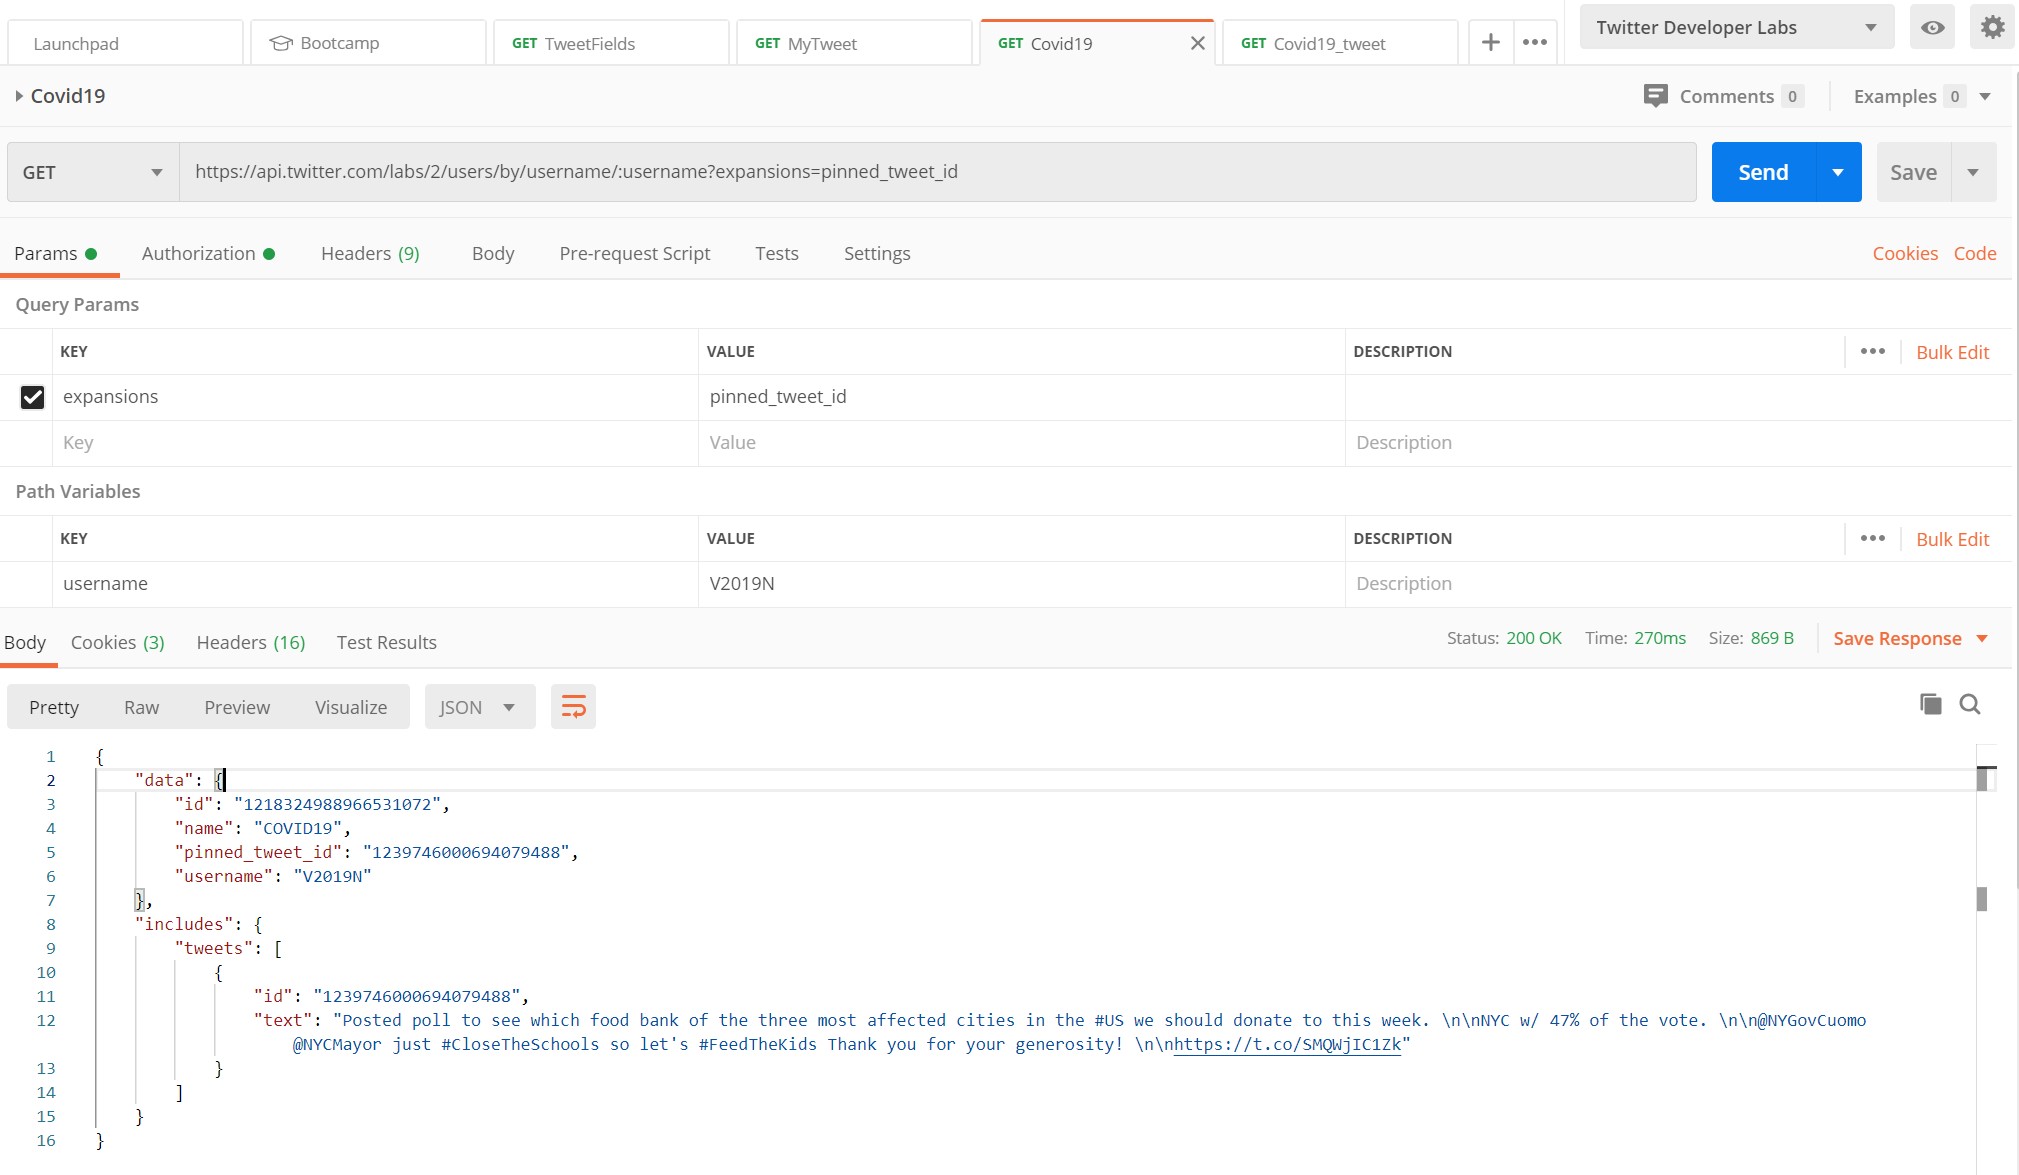 Launchpad
Bootcamp
GET TweetFields
GET MyTweet
GET Covid19
GET Covid19_tweet
Twitter Developer Labs
Covid19
Comments 0
Examples 0
GET
https://api.twitter.com/labs/2/users/by/username/:username?expansions=pinned_tweet_id
Send
Save
Params
Authorization
Headers (9)
Body
Pre-request Script
Tests
Settings
Cookies
Code
Query Params
KEY VALUE DESCRIPTION
Bulk Edit
expansions pinned_tweet_id
Key Value Description
Path Variables
KEY VALUE DESCRIPTION
Bulk Edit
username V2019N Description
Body
Cookies (3)
Headers (16)
Test Results
Status: 200 OK
Time: 270ms
Size: 869 B
Save Response
Pretty
Raw
Preview
Visualize
JSON
1 {
2 "data": {
3 "id": "1218324988966531072",
4 "name": "COVID19",
5 "pinned_tweet_id": "1239746000694079488",
6 "username": "V2019N"
7 },
8 "includes": {
9 "tweets": [
10 {
11 "id": "1239746000694079488",
12 "text": "Posted poll to see which food bank of the three most affected cities in the #US we should donate to this week. \n\nNYC w/ 47% of the vote. \n\n@NYGovCuomo
@NYCMayor just #CloseTheSchools so let's #FeedTheKids Thank you for your generosity! \n\nhttps://t.co/SMQWjIC1Zk"
13 }
14 ]
15 }
16 }